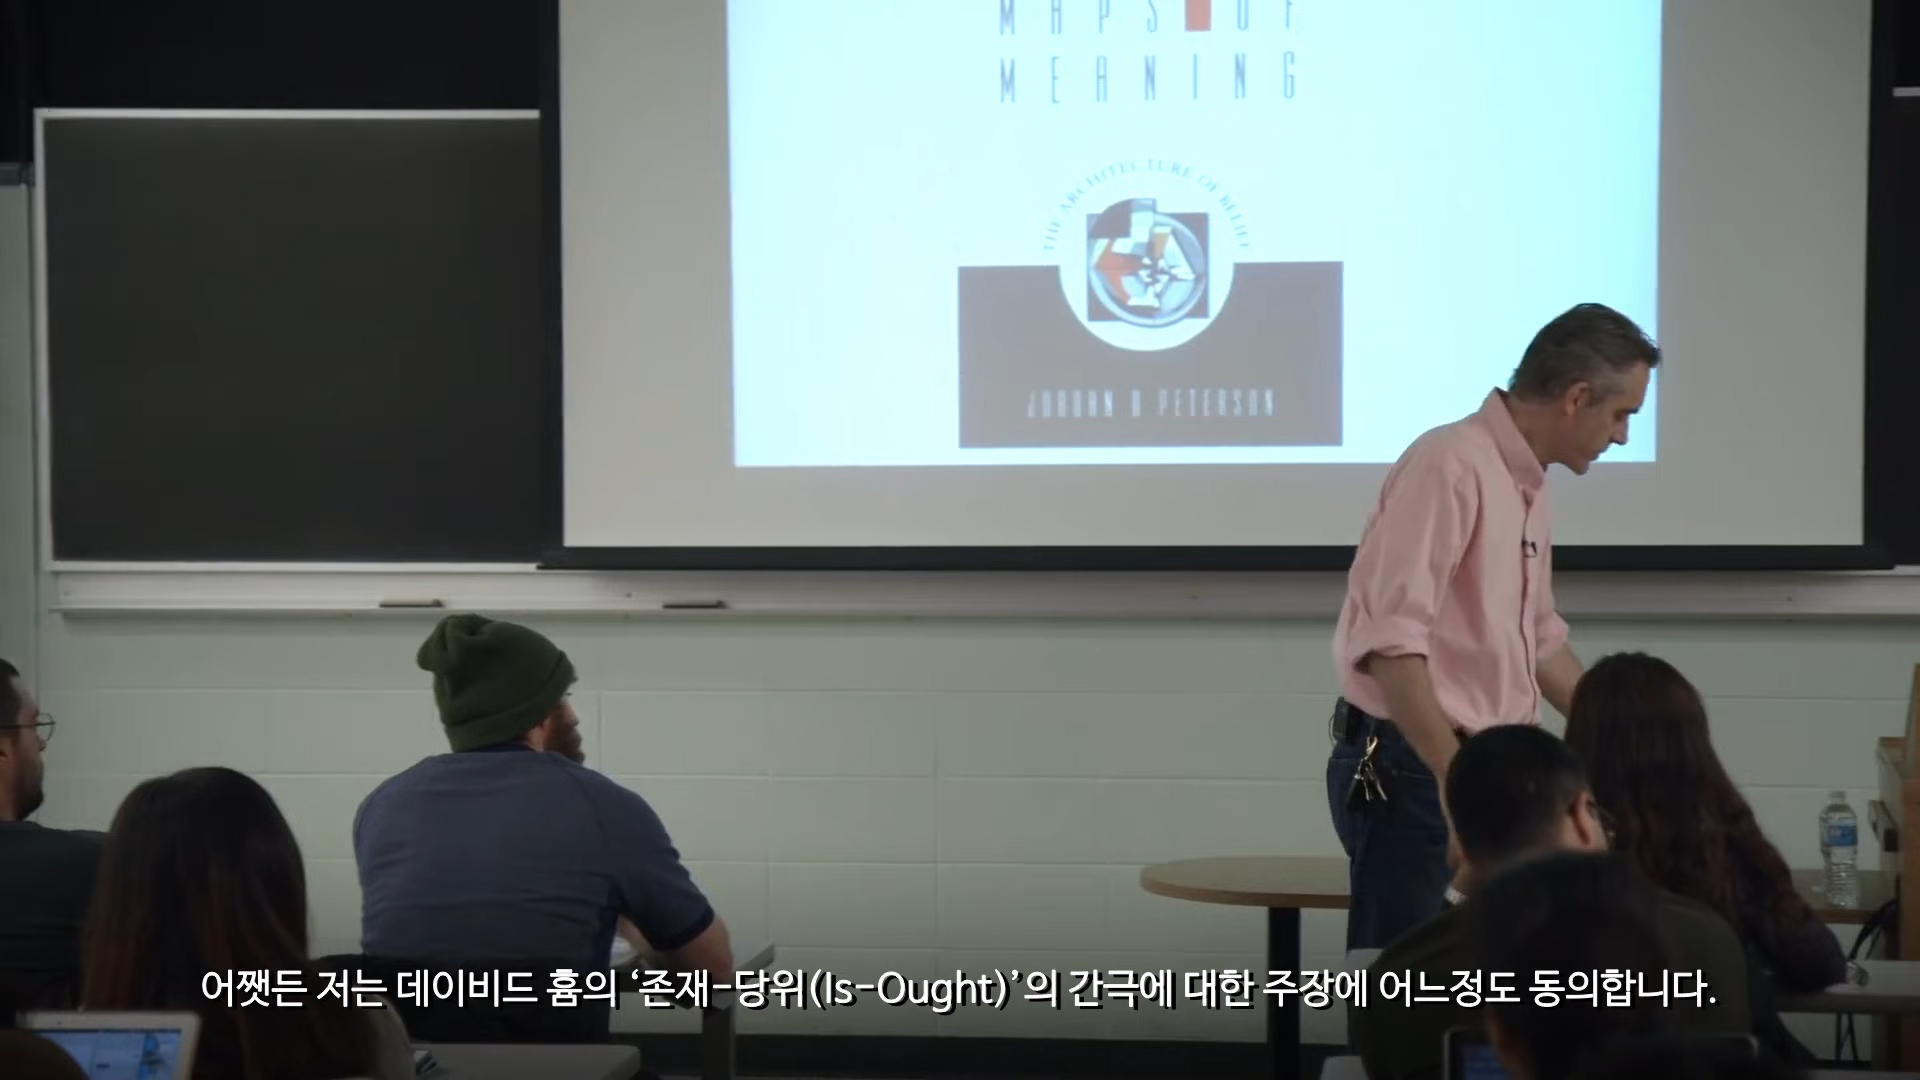 MAPS OF
MEANING
THE ARCHITECTURE OF BELIEF
JORDAN B PETERSON
어쨋든 저는 데이비드 흄의 ‘존재-당위(Is-Ought)’의 간극에 대한 주장에 어느정도 동의합니다.